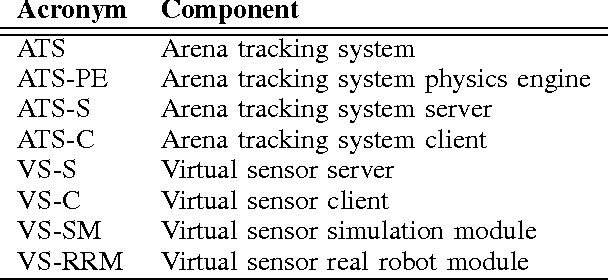 Acronym Component
ATS Arena tracking system
ATS-PE Arena tracking system physics engine
ATS-S Arena tracking system server
ATS-C Arena tracking system client
VS-S Virtual sensor server
VS-C Virtual sensor client
VS-SM Virtual sensor simulation module
VS-RRM Virtual sensor real robot module